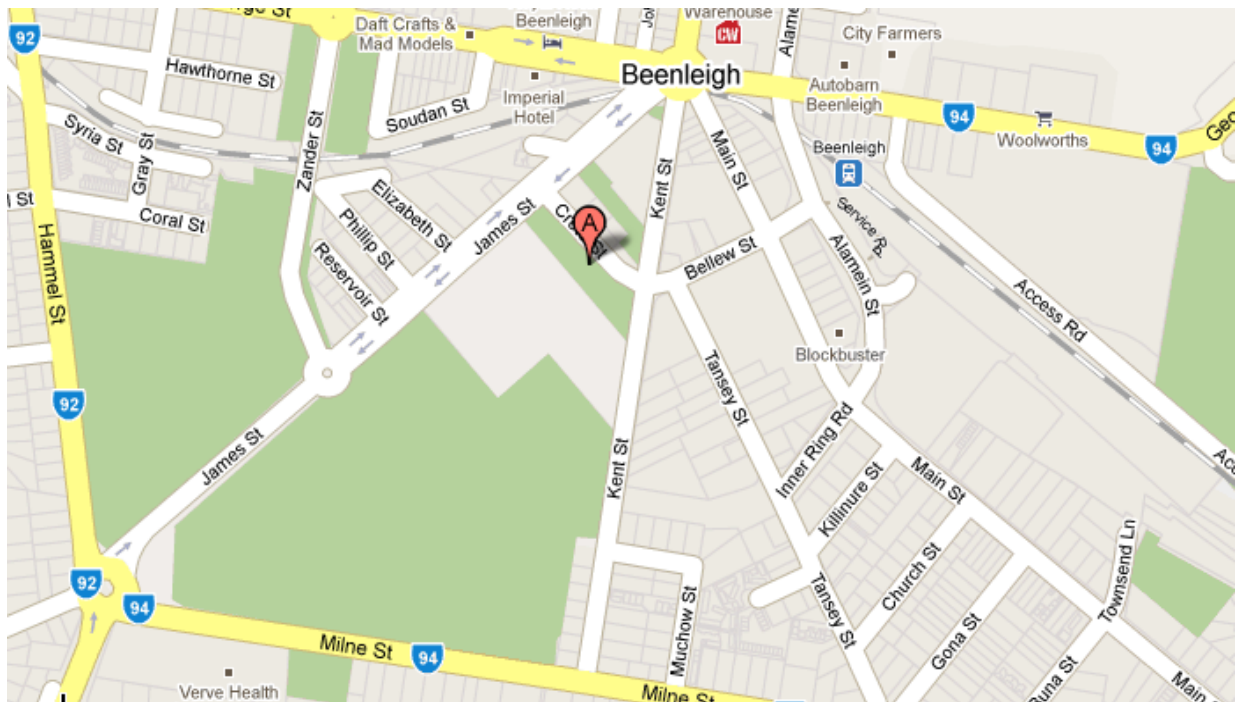 92
Daft Crafts &
Mad Models
Beenleigh
Warehouse
CW
City Farmers
Hawthorne St
Beenleigh
Autobarn
Beenleigh
Imperial
Hotel
Soudan St
94
Woolworths
94
Syria St
Gray St
Zander St
Main St
Beenleigh
Kent St
Coral St
Elizabeth St
James St
A
Phillip St
Service Rd
Reservoir St
Bellew St
Alamein St
Hammel St
Access Rd
Blockbuster
92
Tansey St
James St
Kent St
Inner Ring Rd
Main St
Killinure St
Church St
Townsend Ln
92
94
Muchow St
Tansey St
Gona St
Milne St
94
Buna St
Main
Verve Health
Milne St